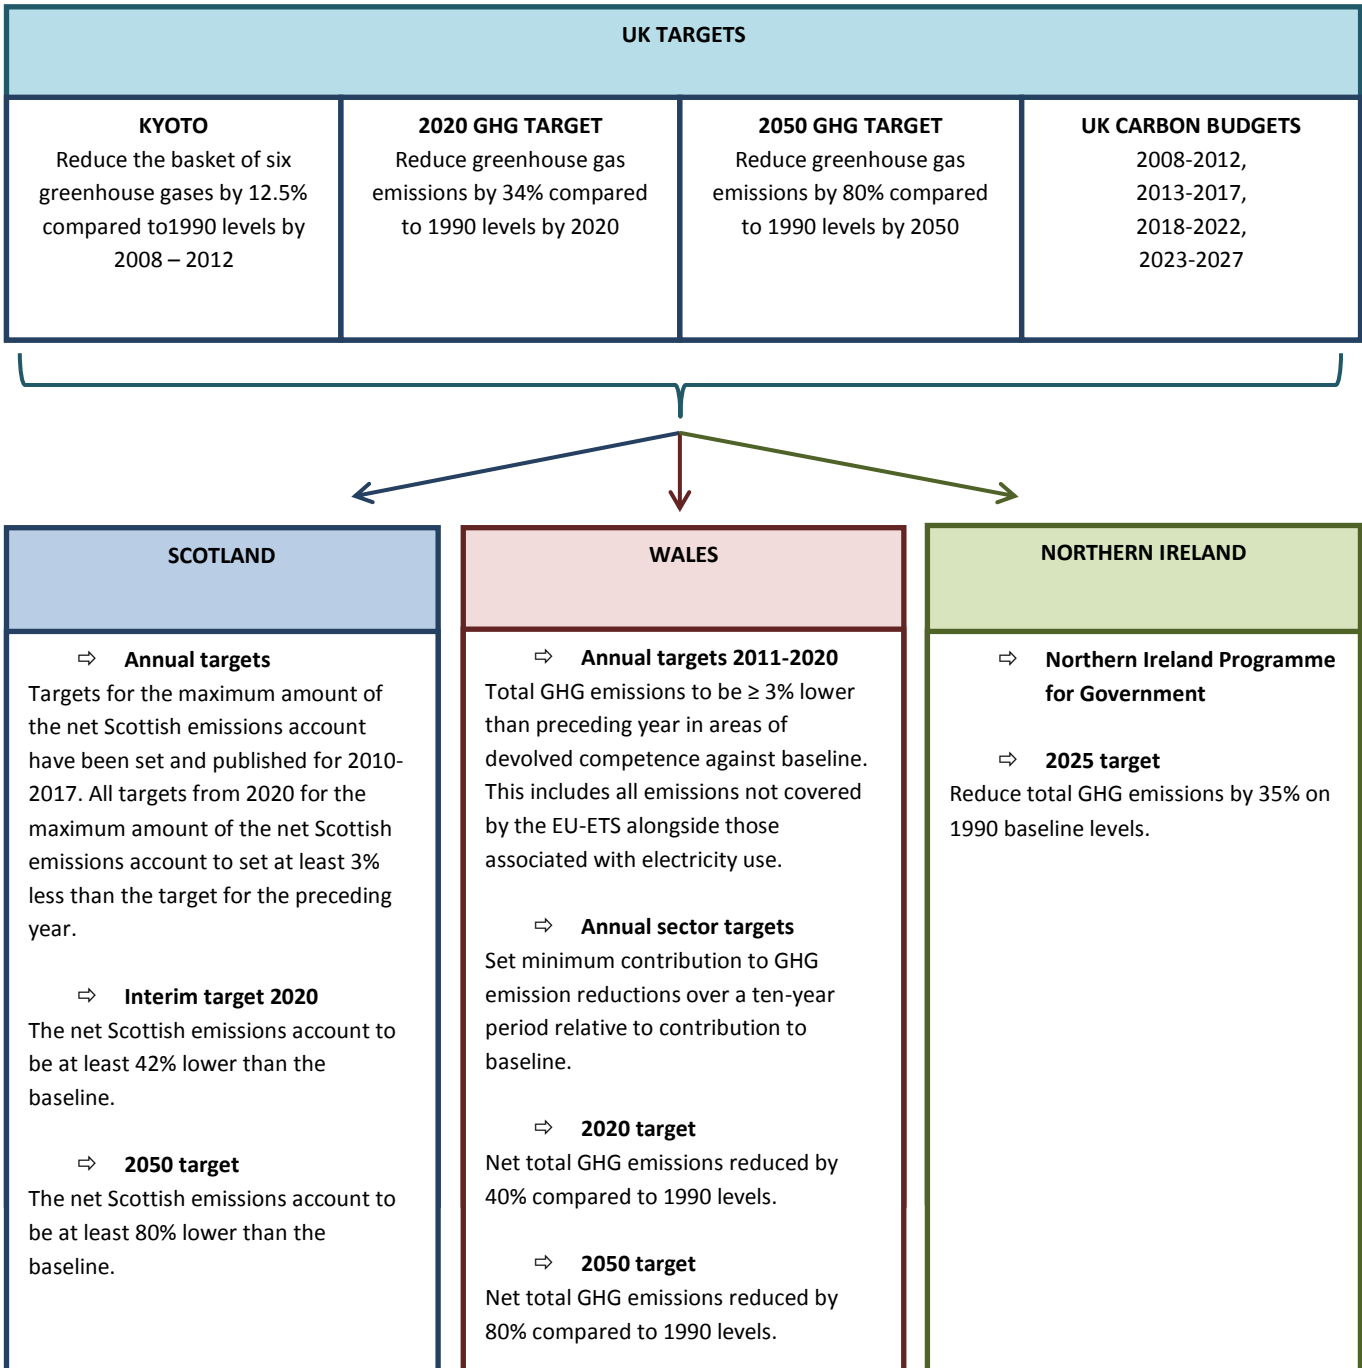 UK TARGETS
KYOTO
Reduce the basket of six
greenhouse gases by 12.5%
compared to1990 levels by
2008 – 2012
2020 GHG TARGET
Reduce greenhouse gas
emissions by 34% compared
to 1990 levels by 2020
2050 GHG TARGET
Reduce greenhouse gas
emissions by 80% compared
to 1990 levels by 2050
UK CARBON BUDGETS
2008-2012,
2013-2017,
2018-2022,
2023-2027
SCOTLAND
⇨ Annual targets
Targets for the maximum amount of
the net Scottish emissions account
have been set and published for 2010-
2017. All targets from 2020 for the
maximum amount of the net Scottish
emissions account to set at least 3%
less than the target for the preceding
year.
⇨ Interim target 2020
The net Scottish emissions account to
be at least 42% lower than the
baseline.
⇨ 2050 target
The net Scottish emissions account to
be at least 80% lower than the
baseline.
WALES
⇨ Annual targets 2011-2020
Total GHG emissions to be ≥ 3% lower
than preceding year in areas of
devolved competence against baseline.
This includes all emissions not covered
by the EU-ETS alongside those
associated with electricity use.
⇨ Annual sector targets
Set minimum contribution to GHG
emission reductions over a ten-year
period relative to contribution to
baseline.
⇨ 2020 target
Net total GHG emissions reduced by
40% compared to 1990 levels.
⇨ 2050 target
Net total GHG emissions reduced by
80% compared to 1990 levels.
NORTHERN IRELAND
⇨ Northern Ireland Programme
for Government
⇨ 2025 target
Reduce total GHG emissions by 35% on
1990 baseline levels.